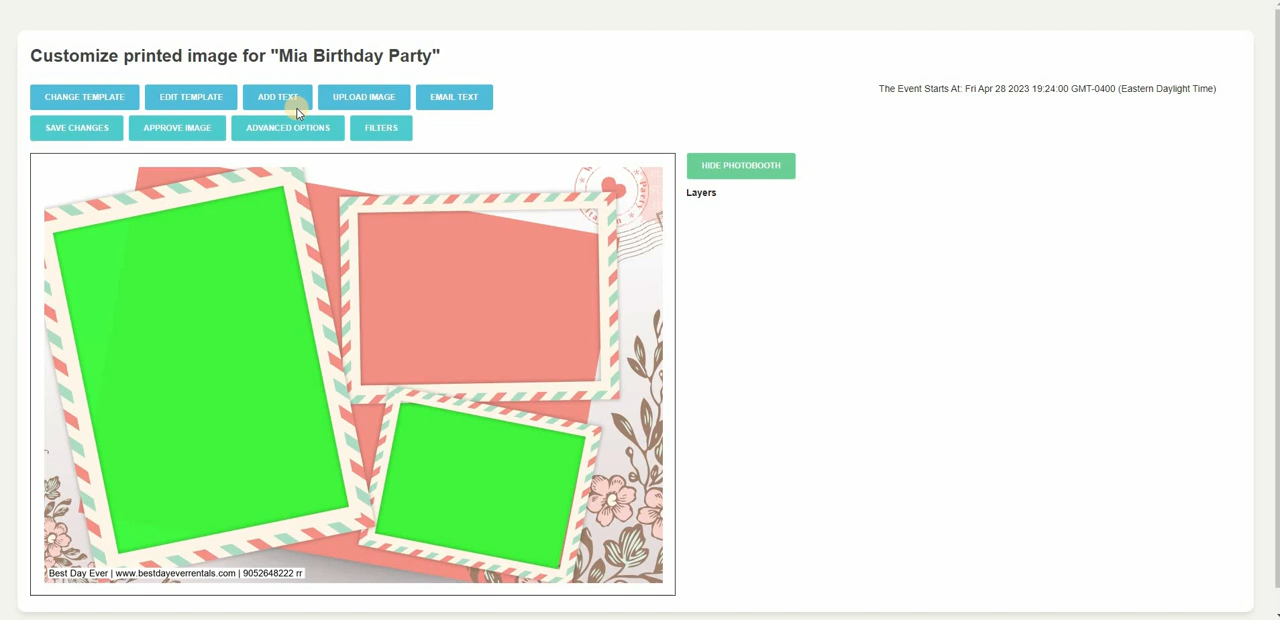 Customize printed image for "Mia Birthday Party"
CHANGE TEMPLATE EDIT TEMPLATE ADD TEXT UPLOAD IMAGE EMAIL TEXT
The Event Starts At: Fri Apr 28 2023 19:24:00 GMT-0400 (Eastern Daylight Time)
SAVE CHANGES APPROVE IMAGE ADVANCED OPTIONS FILTERS
HIDE PHOTOBOOTH
Layers
Party
Best Day Ever | www.bestdayeverrentals.com | 9052648222 rr